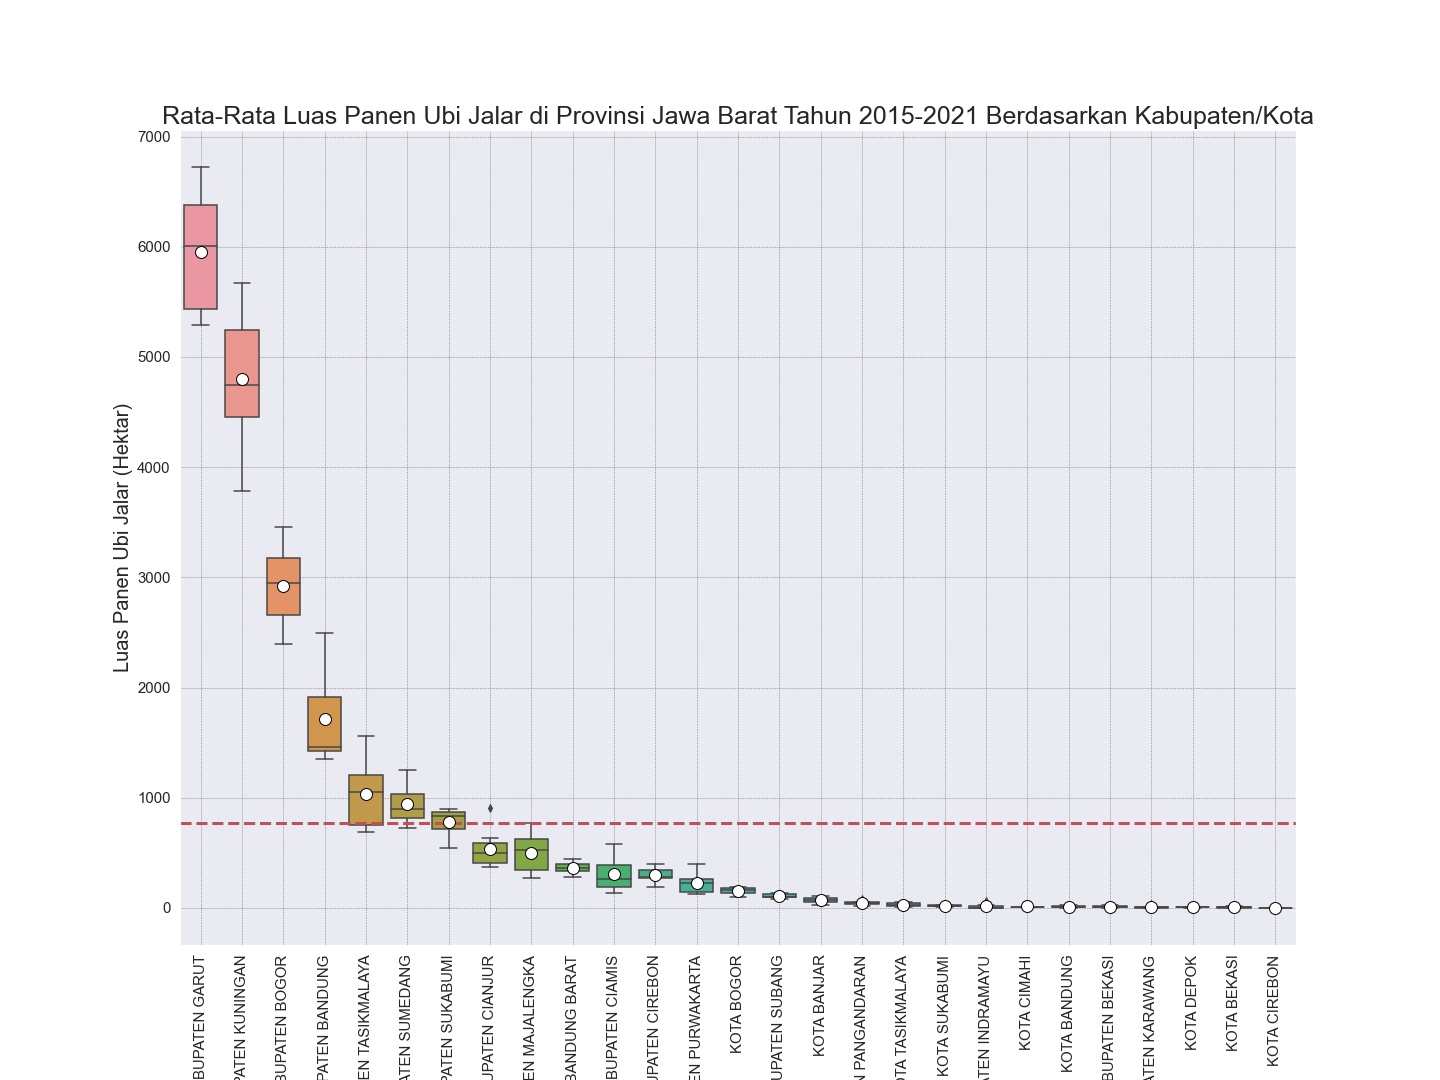 Rata-Rata Luas Panen Ubi Jalar di Provinsi Jawa Barat Tahun 2015-2021 Berdasarkan Kabupaten/Kota
7000
6000
5000
4000
3000
2000
1000
0
Luas Panen Ubi Jalar (Hektar)
BUPATEN GARUT
PATEN KUNINGAN
BUPATEN BOGOR
PATEN BANDUNG
EN TASIKMALAYA
ATEN SUMEDANG
PATEN SUKABUMI
UPATEN CIANJUR
EN MAJALENGKA
BANDUNG BARAT
BUPATEN CIAMIS
UPATEN CIREBON
EN PURWAKARTA
KOTA BOGOR
UPATEN SUBANG
KOTA BANJAR
N PANGANDARAN
OTA TASIKMALAYA
KOTA SUKABUMI
ATEN INDRAMAYU
KOTA CIMAHI
KOTA BANDUNG
BUPATEN BEKASI
ATEN KARAWANG
KOTA DEPOK
KOTA BEKASI
KOTA CIREBON